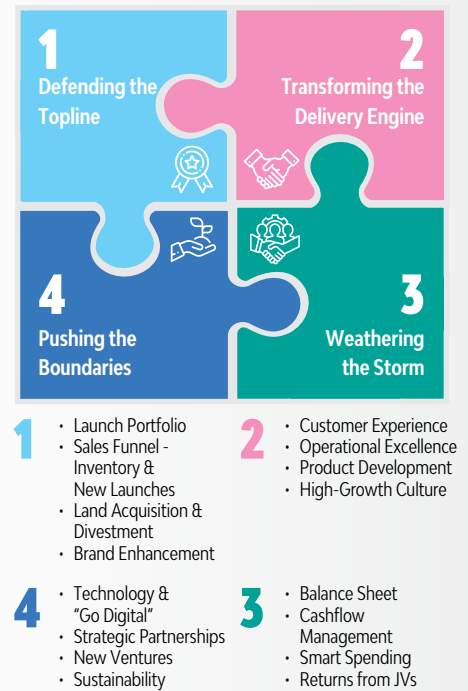 1
Defending the
Topline
2
Transforming the
Delivery Engine
4
Pushing the
Boundaries
3
Weathering
the Storm
1
• Launch Portfolio
• Sales Funnel -
Inventory &
New Launches
• Land Acquisition &
Divestment
• Brand Enhancement
2
• Customer Experience
• Operational Excellence
• Product Development
• High-Growth Culture
4
• Technology &
"Go Digital"
• Strategic Partnerships
• New Ventures
• Sustainability
3
• Balance Sheet
• Cashflow
Management
• Smart Spending
• Returns from JVs